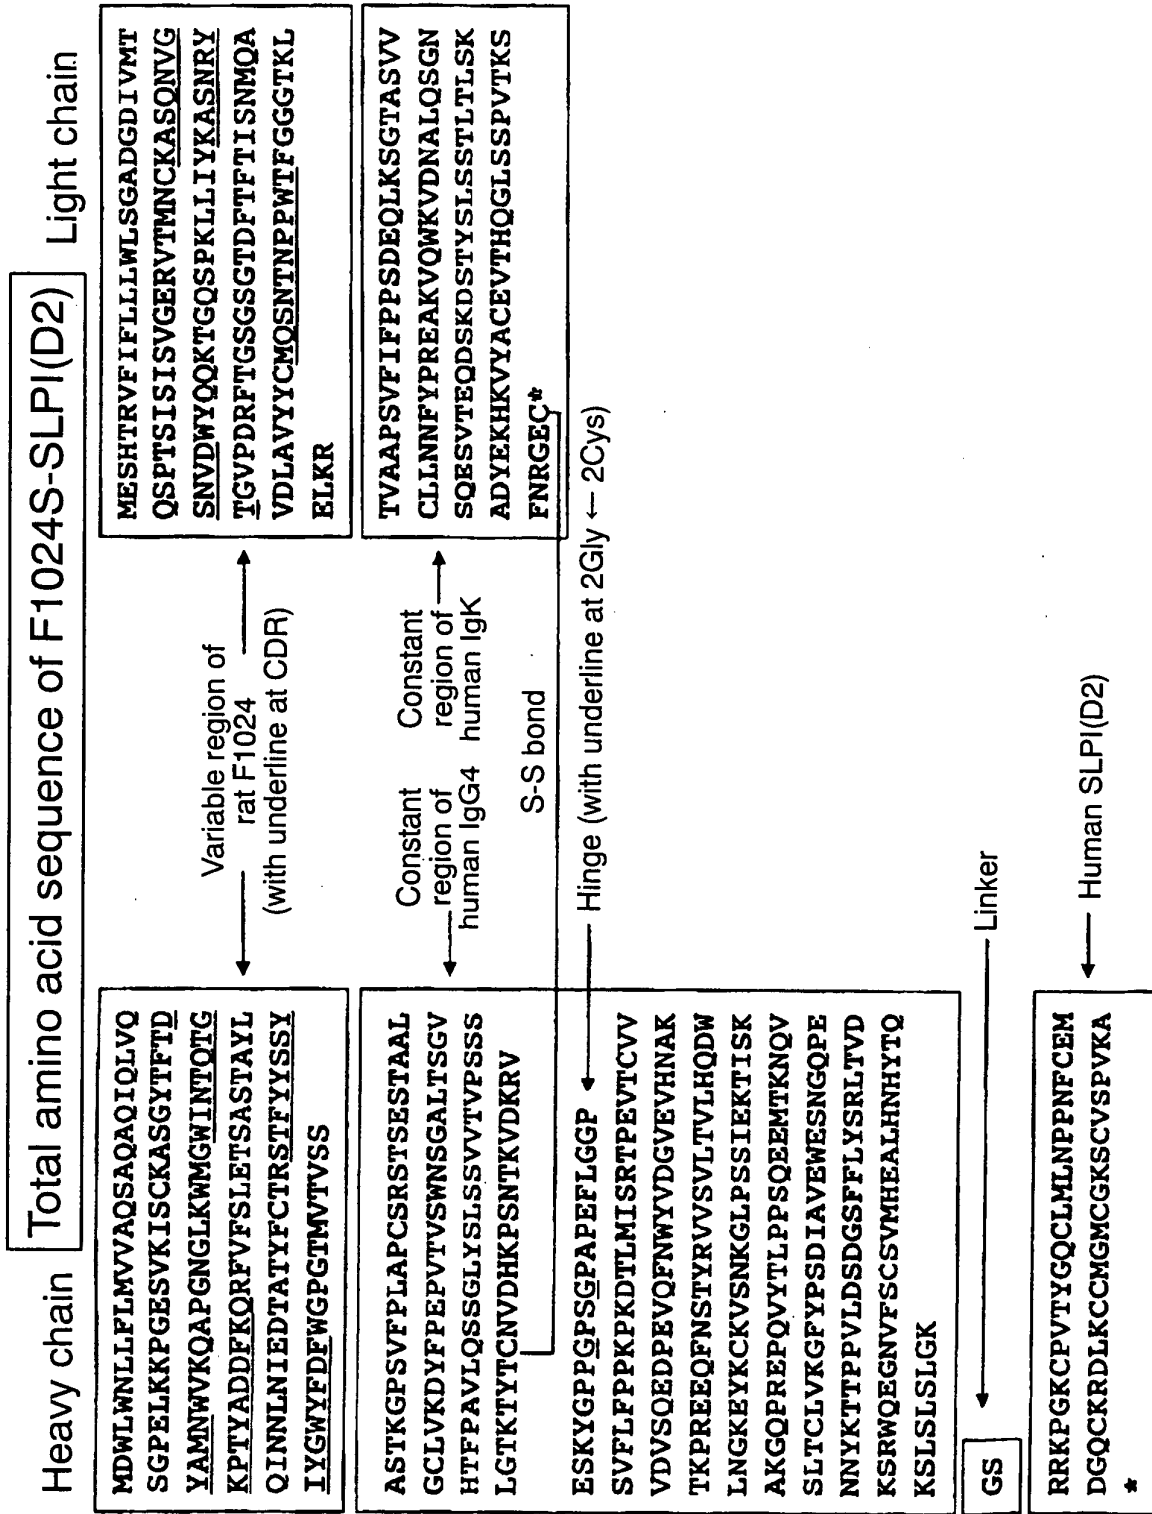 Total amino acid sequence of F1024S-SLPI(D2)
Heavy chain
MDWLWNLLFLMVVAQSAQAQIQLVQ
SGPELKKPGESVKISCKASGYTFTD
YAMNWVKQAPGNGLKWMGWINTQTG
KPTYADDFKQRFVFSLETSASTAYL
QINNLNIEDTATYFCTRSTFYYSSY
IYGWYFDFWGPGTMVTVSS
Light chain
MESHTRVFIFLLLWLSGADGDIVMT
QSPTSISISVGERVTMNCKASQNVG
SNVDWYQQKTGQSPKLLIYKASNRY
TGVPDRFTGSGSGTDFTFTISNMQA
VDLAVYYCMQSNTNPPWTFGGGTKL
ELKR
Variable region of
rat F1024
(with underline at CDR)
ASTKGPSVFPLAPCSRSTSESTAAL
GCLVKDYFPEPVTVSWNSGALTSGV
HTFPAVLQSSGLYSLSSVVTVPSSS
LGTKTYTCNVDHKPSNTKVDKRV
Constant
region of
human IgG4
Constant
region of
human IgK
TVAAPSVFIFPPSDEQLKSGTASVV
CLLNNFYPREAKVQWKVDNALQSGN
SQESVTEQDSKDSTYSLSSTLTLSK
ADYEKHKVYACEVTHQGLSSPVTKS
FNRGEC*
S-S bond
ESKYGPPGPSGPAPEFLGGP
Hinge (with underline at 2Gly ← 2Cys)
SVFLFPPKPKDTLMISRTPEVTCVV
VDVSQEDPEVQFNWYVDGVEVHNAK
TKPREEQFNSTYRVVSVLTVLHQDW
LNGKEYKCKVSNKGLPSSIEKTISK
AKGQPREPQVYTLPPSQEEMTKNQV
SLTCLVKGFYPSDIAVEWESNGQPE
NNYKTTPPVLDSDGSFFLYSRLTVD
KSRWQEGNVFSCSVMHEALHNHYTQ
KSLSLSLGK
GS
Linker
RRKPGKCPVTYGQCLMLNPPNFCEM
DGQCKRDLKCCMGMCGKSCVSPVKA
*
Human SLPI(D2)